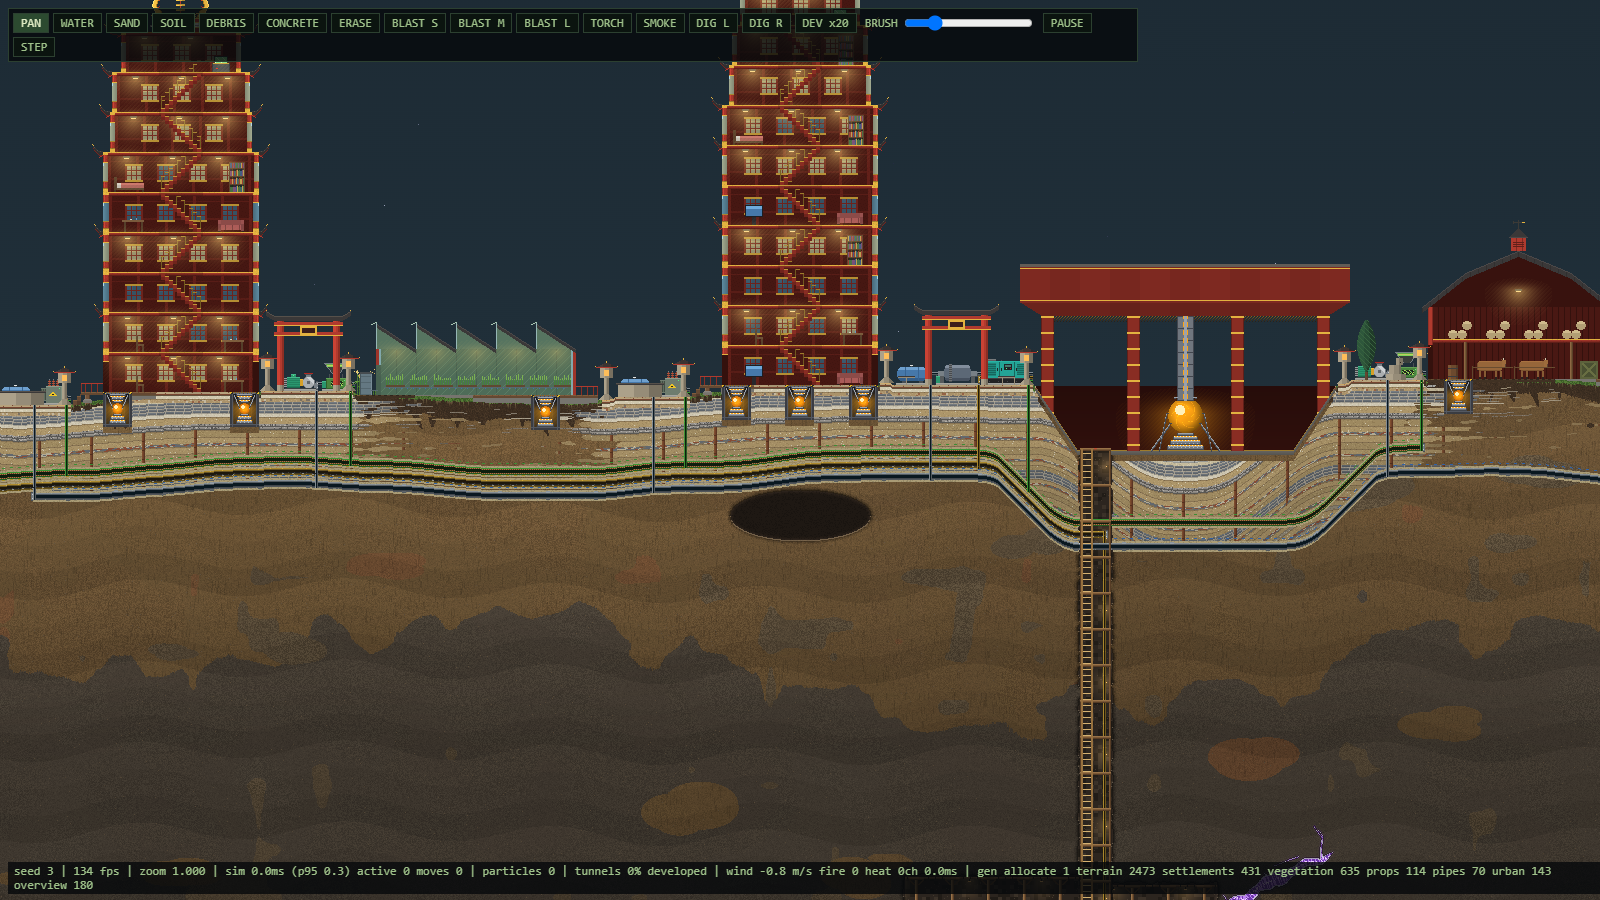 PAN WATER SAND SOIL DEBRIS CONCRETE ERASE BLAST S BLAST M BLAST L TORCH SMOKE DIG L DIG R DEV x20 BRUSH PAUSE
STEP
seed 3 | 134 fps | zoom 1.000 | sim 0.0ms (p95 0.3) active 0 moves 0 | particles 0 | tunnels 0% developed | wind -0.8 m/s fire 0 heat 0ch 0.0ms | gen allocate 1 terrain 2473 settlements 431 vegetation 635 props 114 pipes 70 urban 143
overview 180